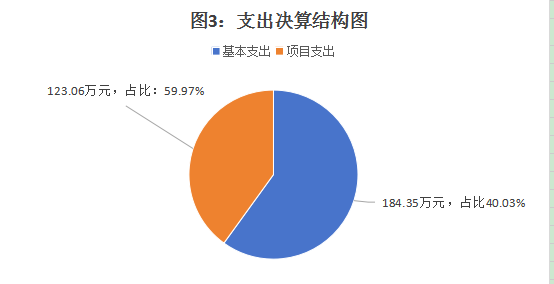 图3：支出决算结构图
基本支出 项目支出
123.06万元，占比：59.97%
184.35万元，占比40.03%